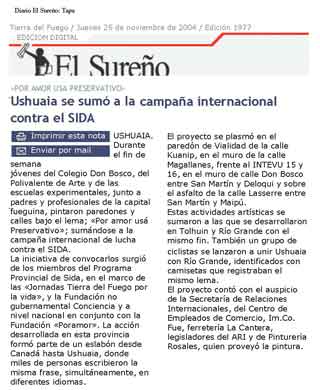 Diario El Sureño: Tapa
Tierra del Fuego / Jueves 25 de noviembre de 2004 / Edición 1977
EDICION DIGITAL
El Sureño
»POR AMOR USA PRESERVATIVO»
Ushuaia se sumó a la campaña internacional
contra el SIDA
Imprimir esta nota
Enviar por mail
USHUAIA.
Durante
el fin de
semana
jóvenes del Colegio Don Bosco, del
Polivalente de Arte y de las
escuelas experimentales, junto a
padres y profesionales de la capital
fueguina, pintaron paredones y
calles bajo el lema; «Por amor usá
Preservativo»; sumándose a la
campaña internacional de lucha
contra el SIDA.
La iniciativa de convocarlos surgió
de los miembros del Programa
Provincial de Sida, en el marco de
las «Jornadas Tierra del Fuego por
la vida», y la Fundación no
gubernamental Conciencia y a
nivel nacional en conjunto con la
Fundación «Poramor». La acción
desarrollada en esta provincia
formó parte de un eslabón desde
Canadá hasta Ushuaia, donde
miles de personas escribieron la
misma frase, simultáneamente, en
diferentes idiomas.
El proyecto se plasmó en el
paredón de Vialidad de la calle
Kuanip, en el muro de la calle
Magallanes, frente al INTEVU 15 y
16, en el muro de calle Don Bosco
entre San Martín y Deloqui y sobre
el asfalto de la calle Lasserre entre
San Martín y Maipú.
Estas actividades artísticas se
sumaron a las que se desarrollaron
en Tolhuin y Río Grande con el
mismo fin. También un grupo de
ciclistas se lanzaron a unir Ushuaia
con Río Grande, identificados con
camisetas que registraban el
mismo lema.
El proyecto contó con el auspicio
de la Secretaría de Relaciones
Internacionales, del Centro de
Empleados de Comercio, Im.Co.
Fue, ferretería La Cantera,
legisladores del ARI y de Pinturería
Rosales, quien proveyó la pintura.